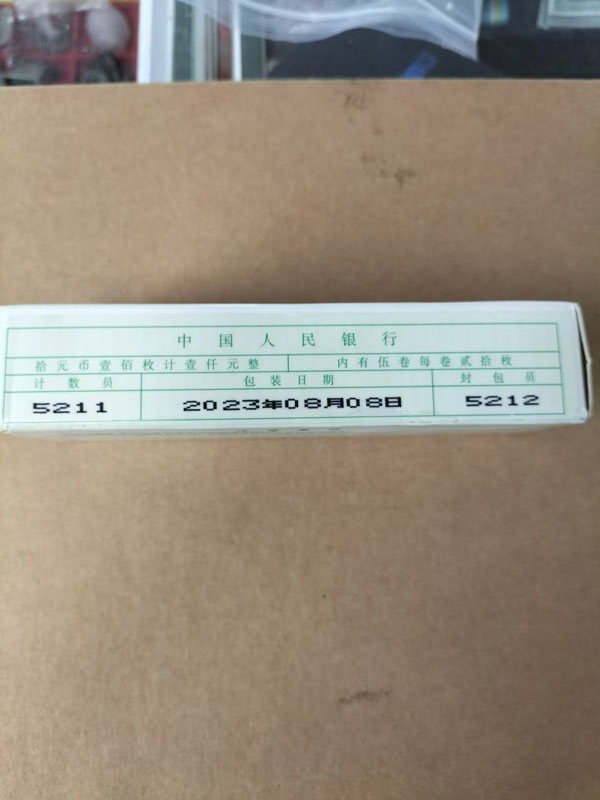 中国人民银行
拾元币壹佰枚计壹仟元整 内有伍卷每卷贰拾枚
计数员 包装日期 封包员
5211 2023年08月08日 5212